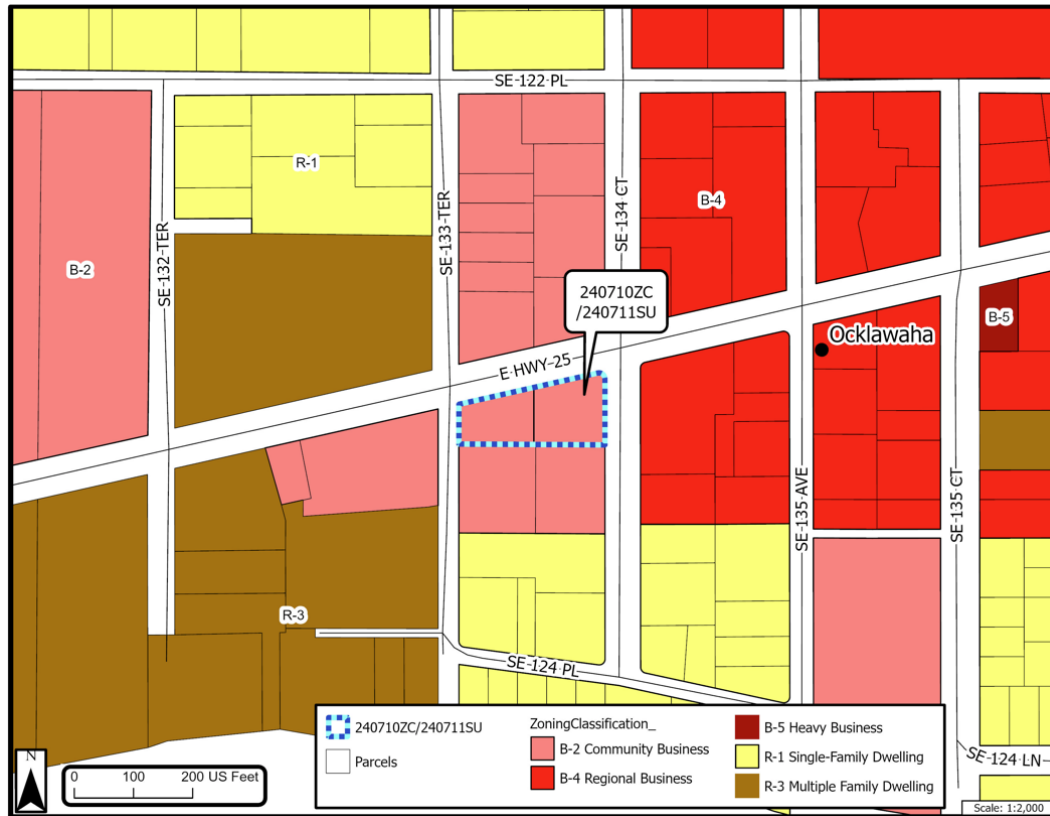 SE 122 PL
R-1
SE-133-TER
SE-134 CT
B-4
SE-132-TER
B-2
240710ZC
/240711SU
B-5
Ocklawaha
E HWY-25
SE-135 AVE
SE-135 CT
R-3
SE-124 PL
240710ZC/240711SU
Parcels
ZoningClassification_
B-2 Community Business
B-4 Regional Business
B-5 Heavy Business
R-1 Single-Family Dwelling
R-3 Multiple Family Dwelling
SE-124 LN
N
0 100 200 US Feet
Scale: 1:2,000